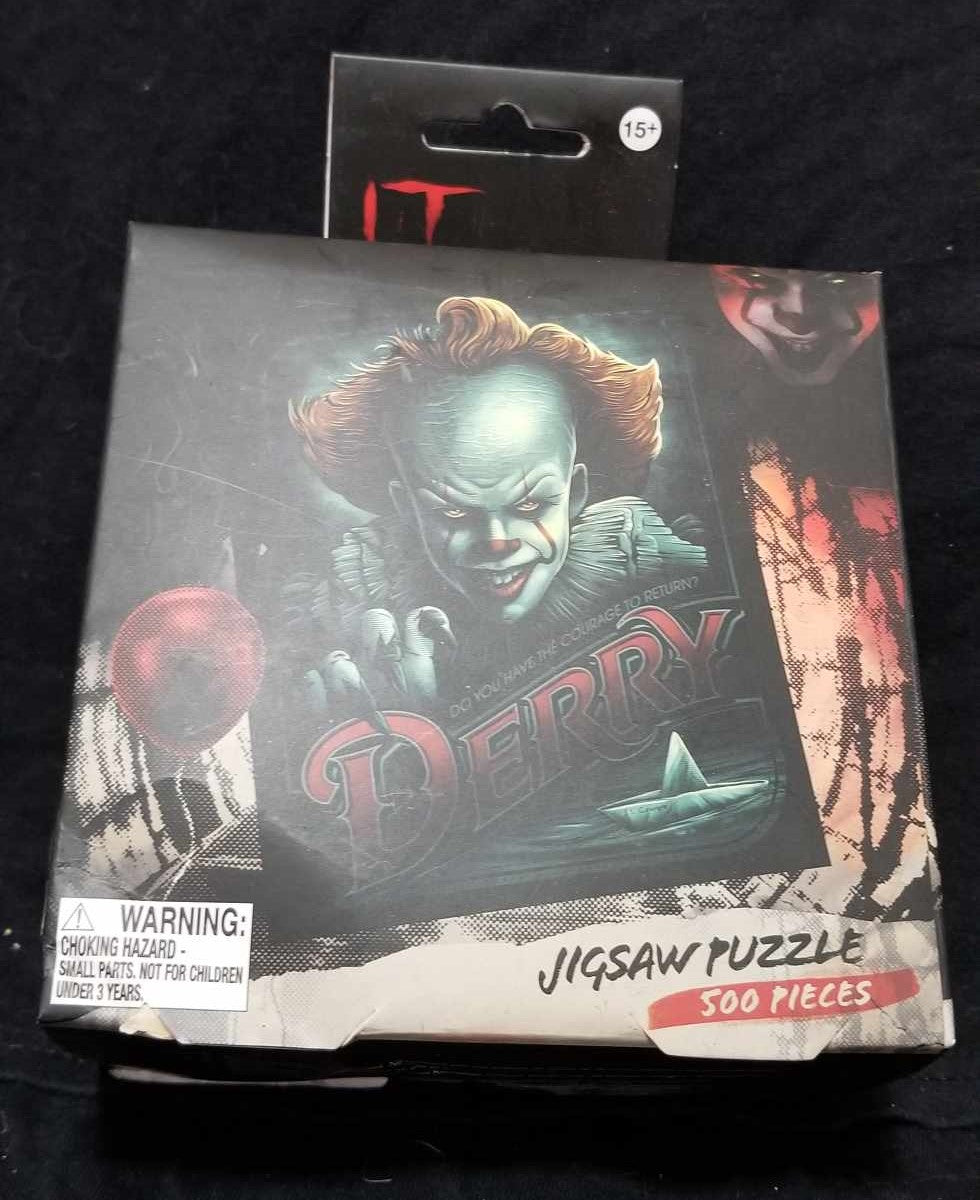 15+
IT
DO YOU HAVE THE COURAGE TO RETURN?
DERRY
WARNING:
CHOKING HAZARD -
SMALL PARTS. NOT FOR CHILDREN
UNDER 3 YEARS.
JIGSAW PUZZLE
500 PIECES